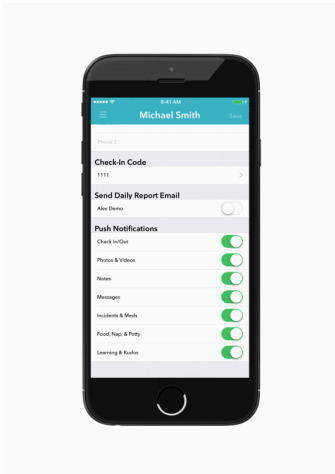 8:41 AM
Michael Smith
Save
Phone 2
Check-In Code
1111
Send Daily Report Email
Alex Demo
Push Notifications
Check In/Out
Photos & Videos
Notes
Messages
Incidents & Meds
Food, Nap, & Potty
Learning & Kudos